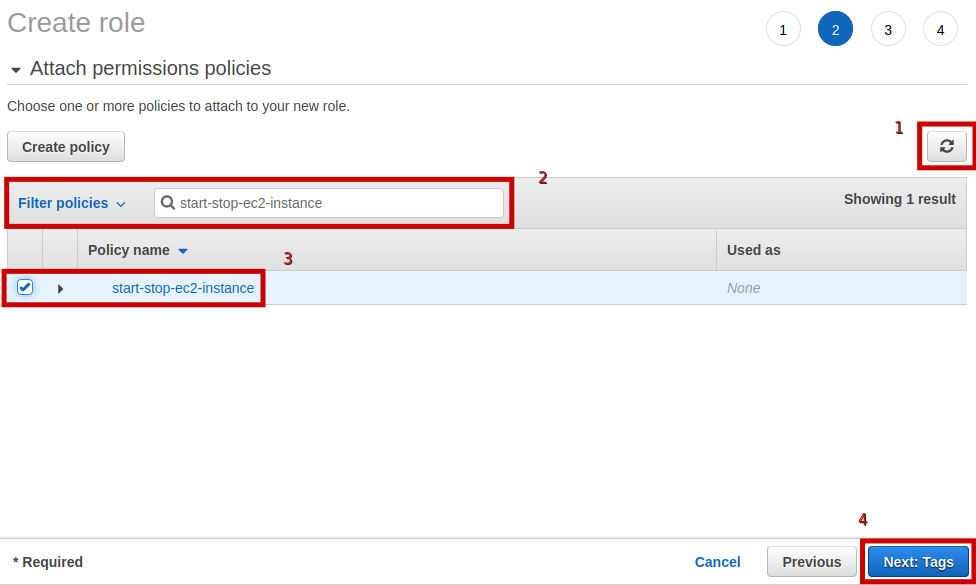 Create role
1 2 3 4
Attach permissions policies
Choose one or more policies to attach to your new role.
1
Create policy
2
Filter policies start-stop-ec2-instance Showing 1 result
Policy name Used as
3
start-stop-ec2-instance None
4
* Required Cancel Previous Next: Tags